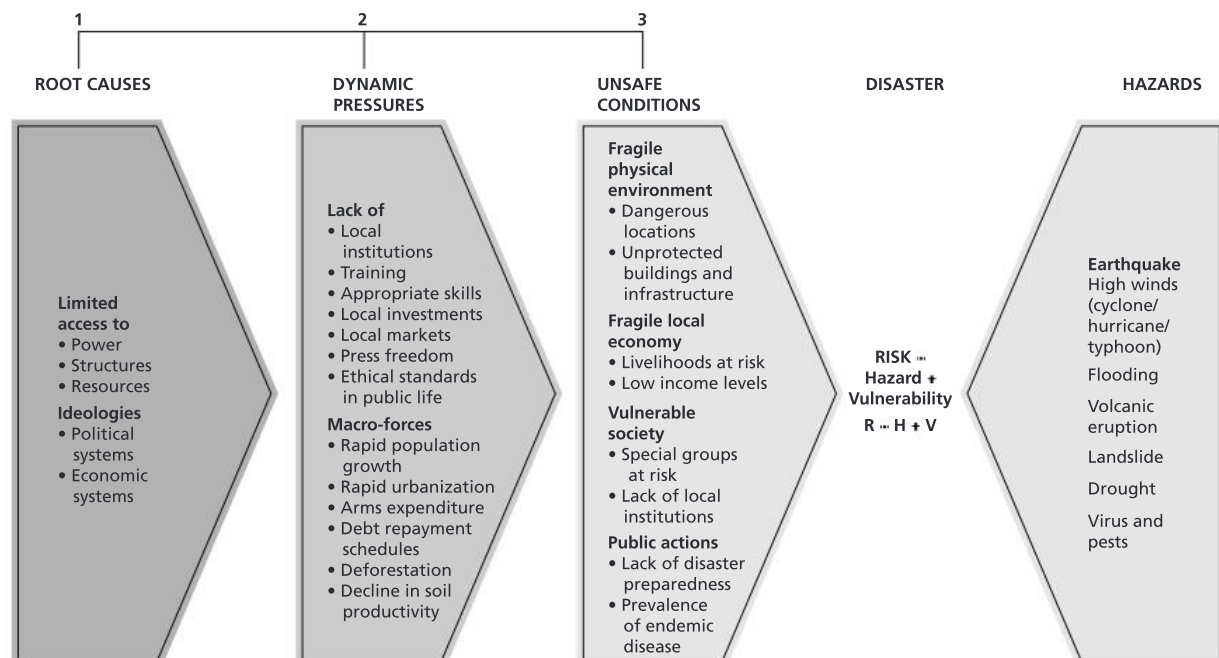 1
2
3
ROOT CAUSES
DYNAMIC
PRESSURES
UNSAFE
CONDITIONS
DISASTER
HAZARDS
Limited
access to
• Power
• Structures
• Resources
Ideologies
• Political
systems
• Economic
systems
Lack of
• Local
institutions
• Training
• Appropriate skills
• Local investments
• Local markets
• Press freedom
• Ethical standards
in public life
Macro-forces
• Rapid population
growth
• Rapid urbanization
• Arms expenditure
• Debt repayment
schedules
• Deforestation
• Decline in soil
productivity
Fragile
physical
environment
• Dangerous
locations
• Unprotected
buildings and
infrastructure
Fragile local
economy
• Livelihoods at risk
• Low income levels
Vulnerable
society
• Special groups
at risk
• Lack of local
institutions
Public actions
• Lack of disaster
preparedness
• Prevalence
of endemic
disease
RISK =
Hazard +
Vulnerability
R = H + V
Earthquake
High winds
(cyclone/
hurricane/
typhoon)
Flooding
Volcanic
eruption
Landslide
Drought
Virus and
pests